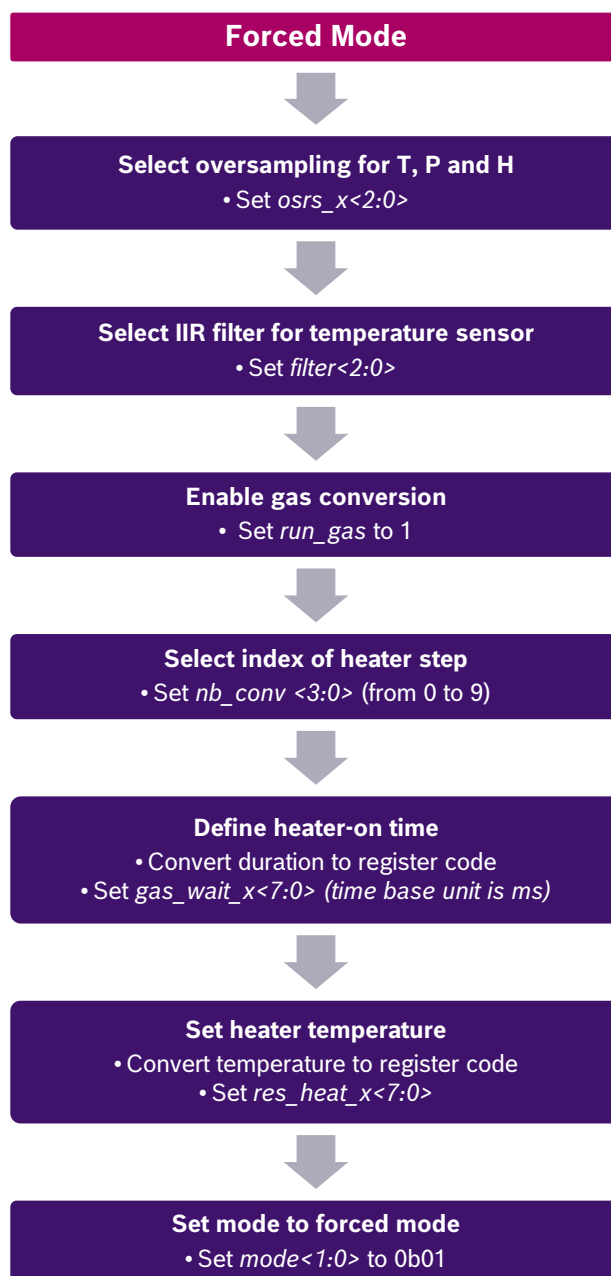 Forced Mode
Select oversampling for T, P and H
• Set osrs_x<2:0>
Select IIR filter for temperature sensor
• Set filter<2:0>
Enable gas conversion
• Set run_gas to 1
Select index of heater step
• Set nb_conv <3:0> (from 0 to 9)
Define heater-on time
• Convert duration to register code
• Set gas_wait_x<7:0> (time base unit is ms)
Set heater temperature
• Convert temperature to register code
• Set res_heat_x<7:0>
Set mode to forced mode
• Set mode<1:0> to 0b01